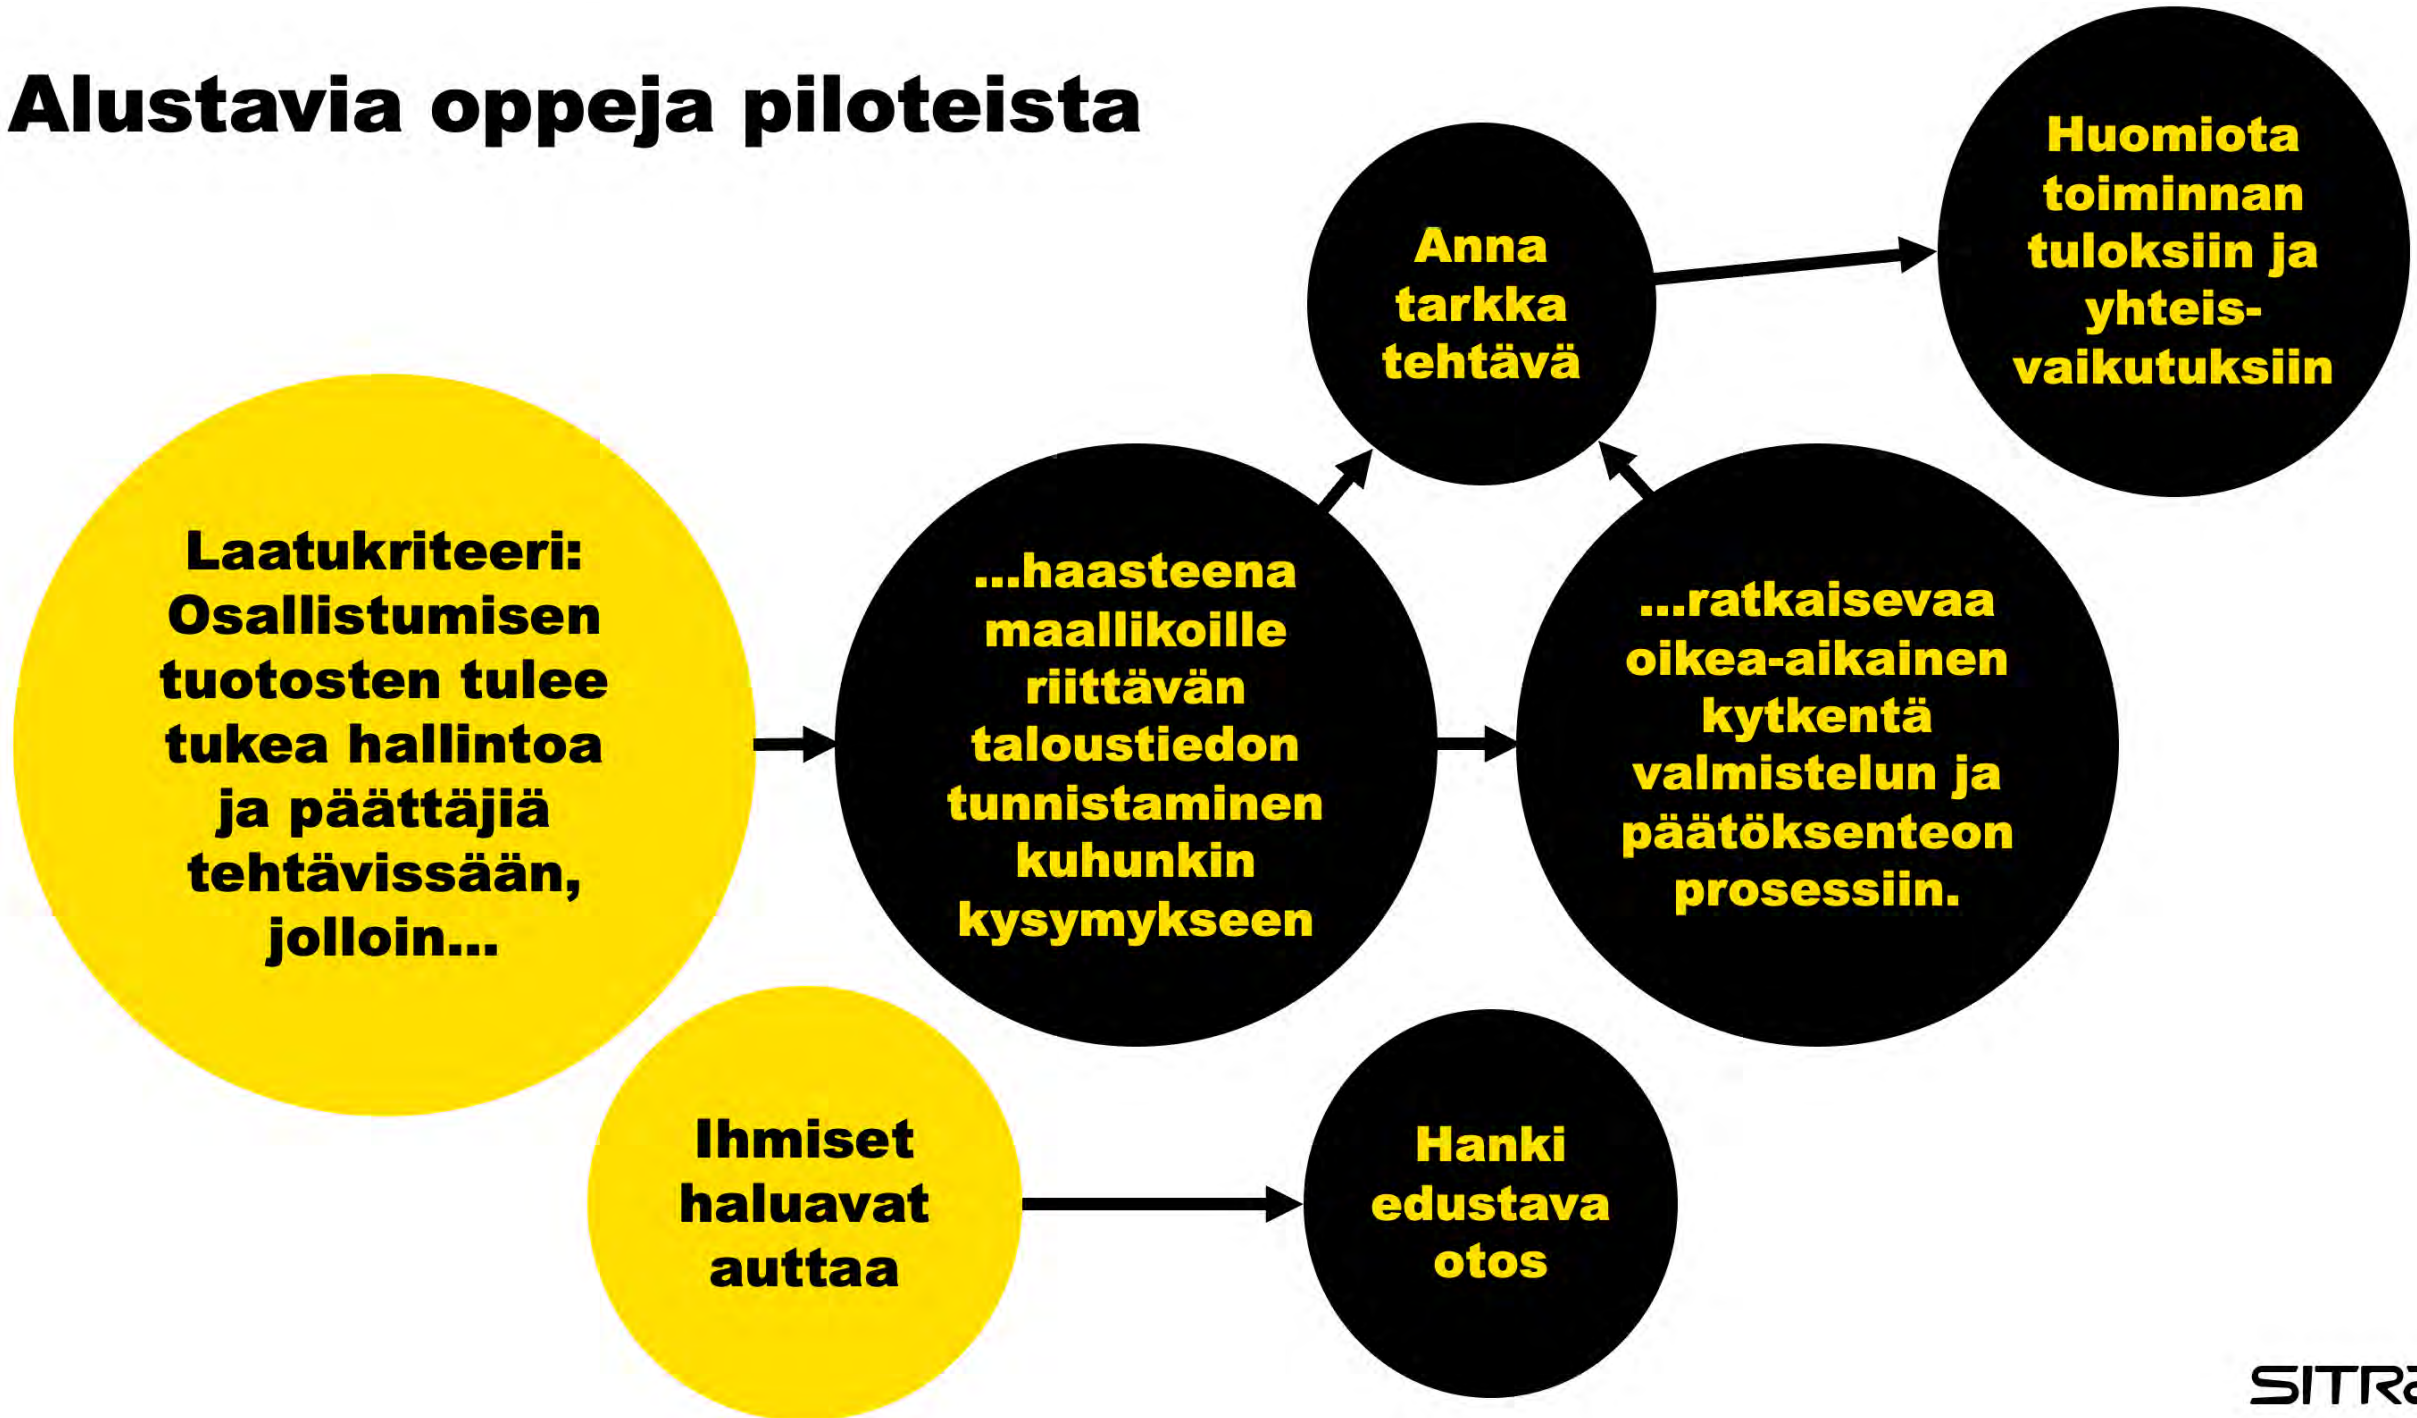 Alustavia oppeja piloteista
Laatukriteeri:
Osallistumisen
tuotosten tulee
tukea hallintoa
ja päättäjiä
tehtävissään,
jolloin...
...haasteena
maallikoille
riittävän
taloustiedon
tunnistaminen
kuhunkin
kysymykseen
...ratkaisevaa
oikea-aikainen
kytkentä
valmistelun ja
päätöksenteon
prosessiin.
Anna
tarkka
tehtävä
Huomiota
toiminnan
tuloksiin ja
yhteis-
vaikutuksiin
Ihmiset
haluavat
auttaa
Hanki
edustava
otos
SITRA